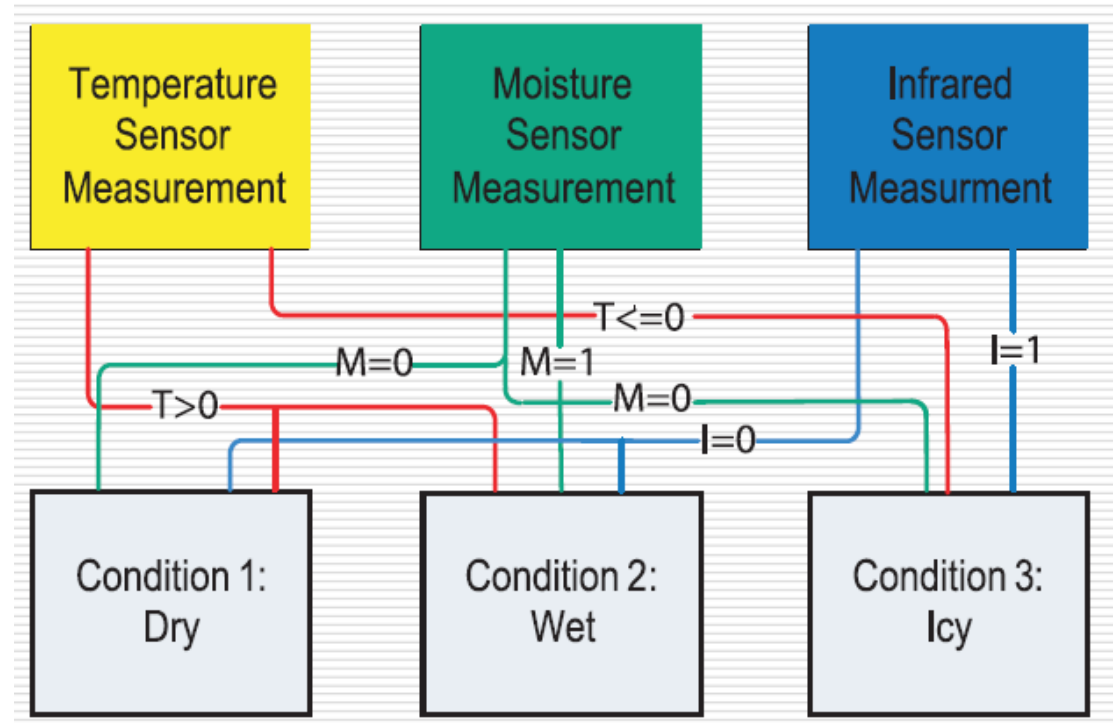 Temperature
Sensor
Measurement
Moisture
Sensor
Measurement
Infrared
Sensor
Measurment
T<=0
M=0
M=1
I=1
T>0
M=0
I=0
Condition 1:
Dry
Condition 2:
Wet
Condition 3:
Icy